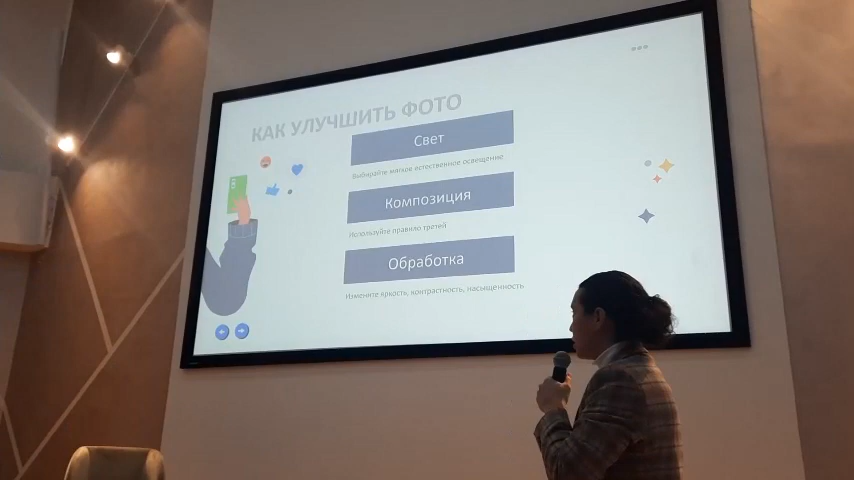 КАК УЛУЧШИТЬ ФОТО
Свет
Выбирайте мягкое естественное освещение
Композиция
Используйте правило третей
Обработка
Измените яркость, контрастность, насыщенность